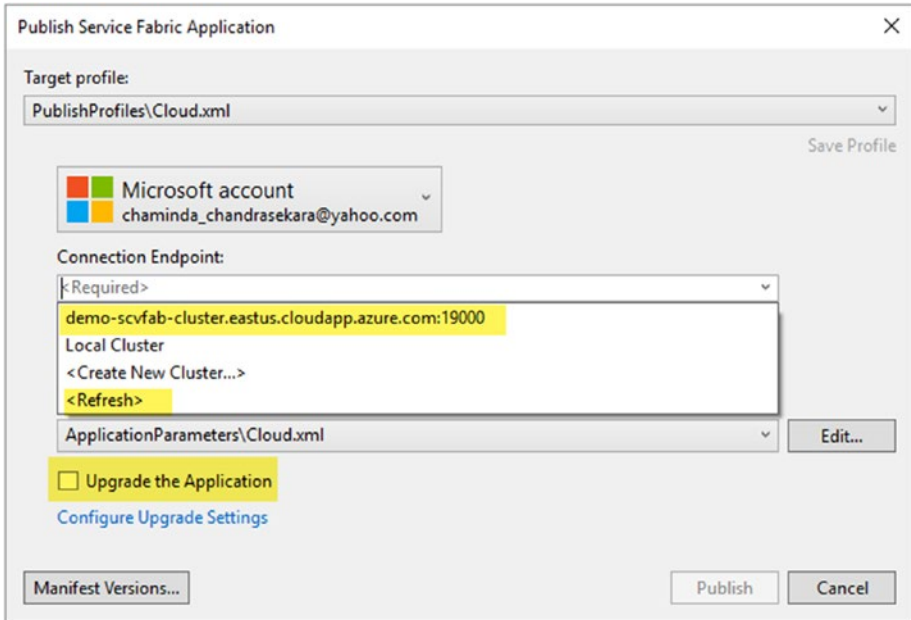 Publish Service Fabric Application
Target profile:
PublishProfiles\Cloud.xml
Save Profile
Microsoft account
chaminda_chandrasekara@yahoo.com
Connection Endpoint:
<Required>
demo-scvfab-cluster.eastus.cloudapp.azure.com:19000
Local Cluster
<Create New Cluster...>
<Refresh>
ApplicationParameters\Cloud.xml
Edit...
Upgrade the Application
Configure Upgrade Settings
Manifest Versions...
Publish
Cancel